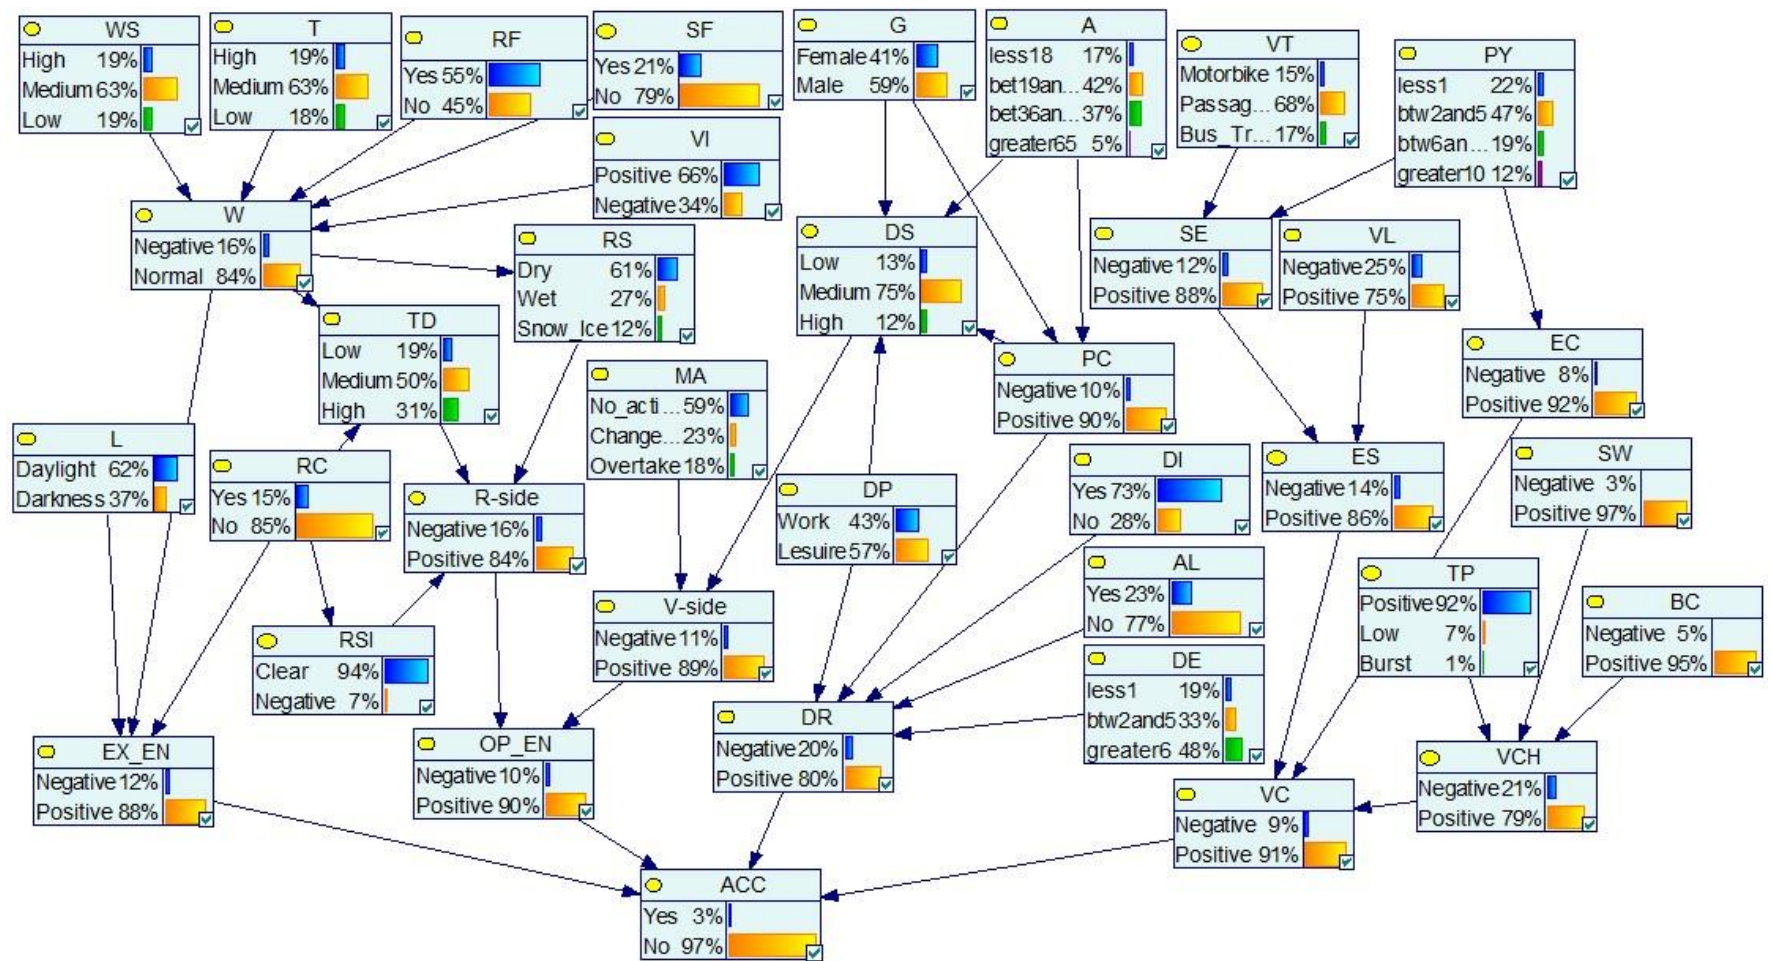 WS
High 19%
Medium 63%
Low 19%
T
High 19%
Medium 63%
Low 18%
RF
Yes 55%
No 45%
SF
Yes 21%
No 79%
G
Female 41%
Male 59%
A
less18 17%
bet19an... 42%
bet36an... 37%
greater65 5%
VT
Motorbike 15%
Passag... 68%
Bus_Tr... 17%
PY
less1 22%
btw2and5 47%
btw6an... 19%
greater10 12%
VI
Positive 66%
Negative 34%
W
Negative 16%
Normal 84%
RS
Dry 61%
Wet 27%
Snow_Ice 12%
DS
Low 13%
Medium 75%
High 12%
SE
Negative 12%
Positive 88%
VL
Negative 25%
Positive 75%
TD
Low 19%
Medium 50%
High 31%
MA
No_acti... 59%
Change... 23%
Overtake 18%
PC
Negative 10%
Positive 90%
EC
Negative 8%
Positive 92%
L
Daylight 62%
Darkness 37%
RC
Yes 15%
No 85%
R-side
Negative 16%
Positive 84%
DP
Work 43%
Lesuire 57%
DI
Yes 73%
No 28%
ES
Negative 14%
Positive 86%
SW
Negative 3%
Positive 97%
AL
Yes 23%
No 77%
TP
Positive 92%
Low 7%
Burst 1%
BC
Negative 5%
Positive 95%
RSI
Clear 94%
Negative 7%
V-side
Negative 11%
Positive 89%
DE
less1 19%
btw2and5 33%
greater6 48%
EX_EN
Negative 12%
Positive 88%
OP_EN
Negative 10%
Positive 90%
DR
Negative 20%
Positive 80%
VC
Negative 9%
Positive 91%
VCH
Negative 21%
Positive 79%
ACC
Yes 3%
No 97%